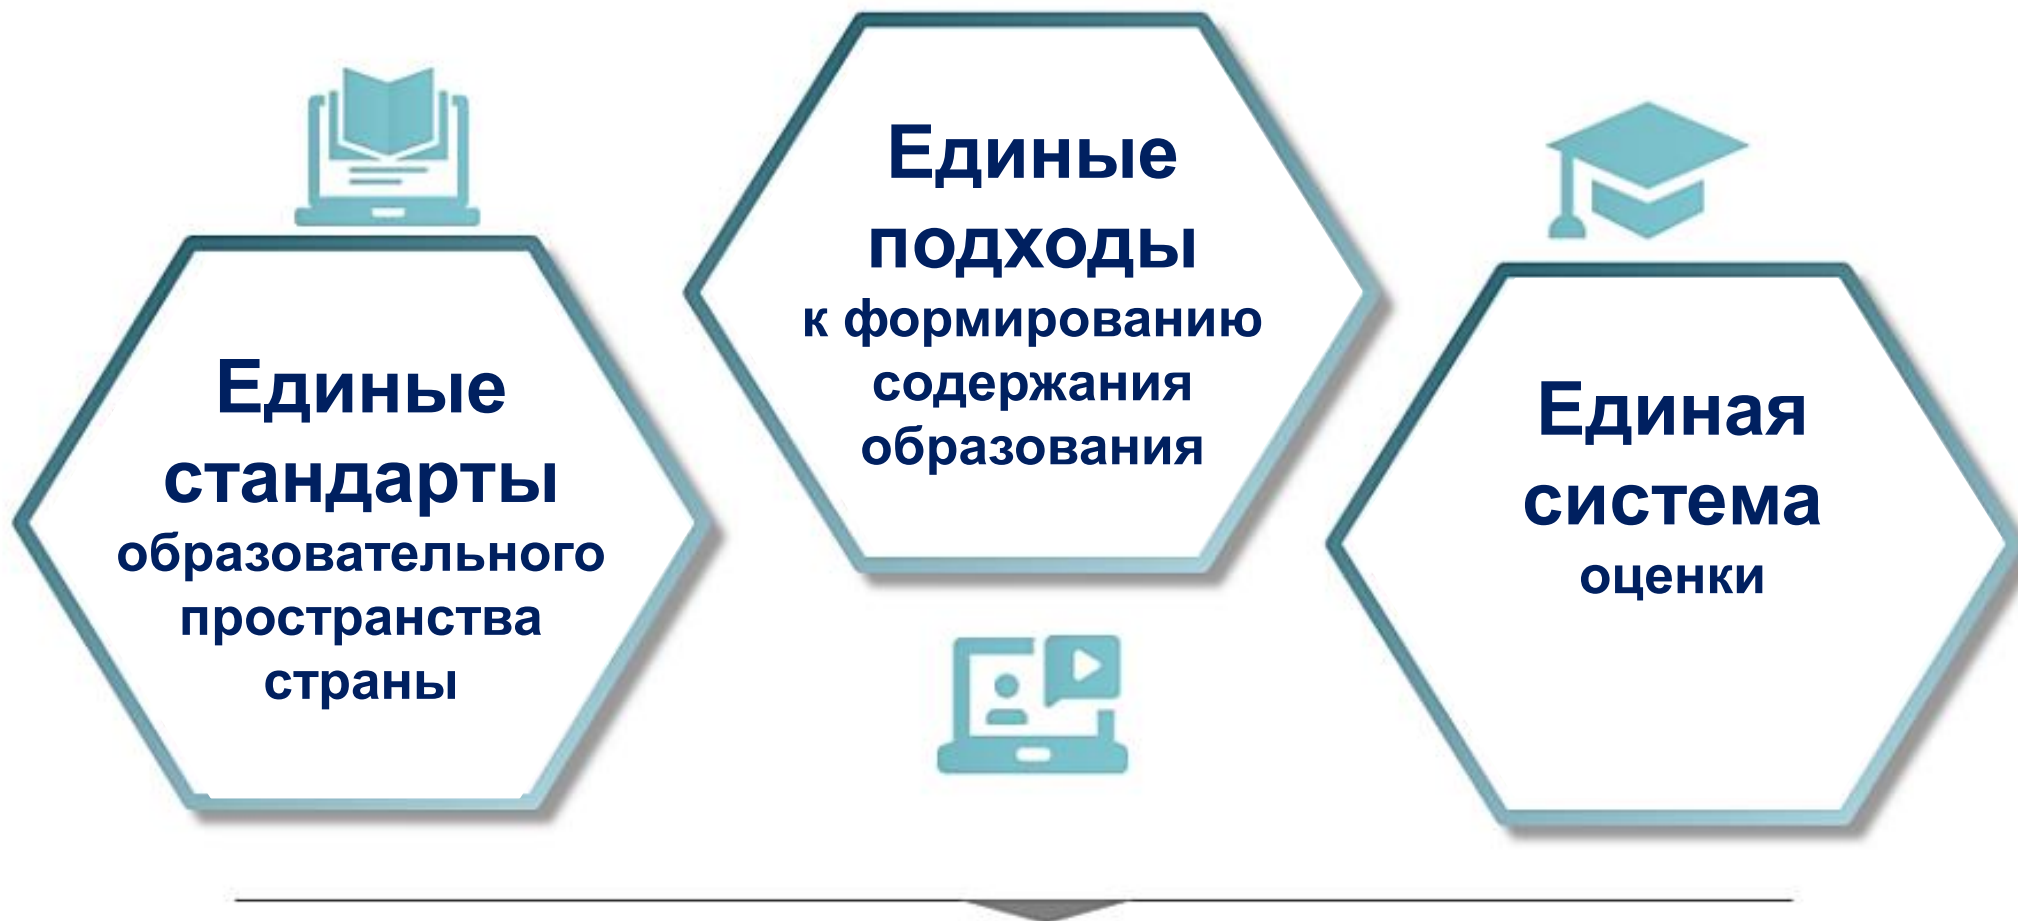 Единые
стандарты
образовательного
пространства
страны
Единые
подходы
к формированию
содержания
образования
Единая
система
оценки